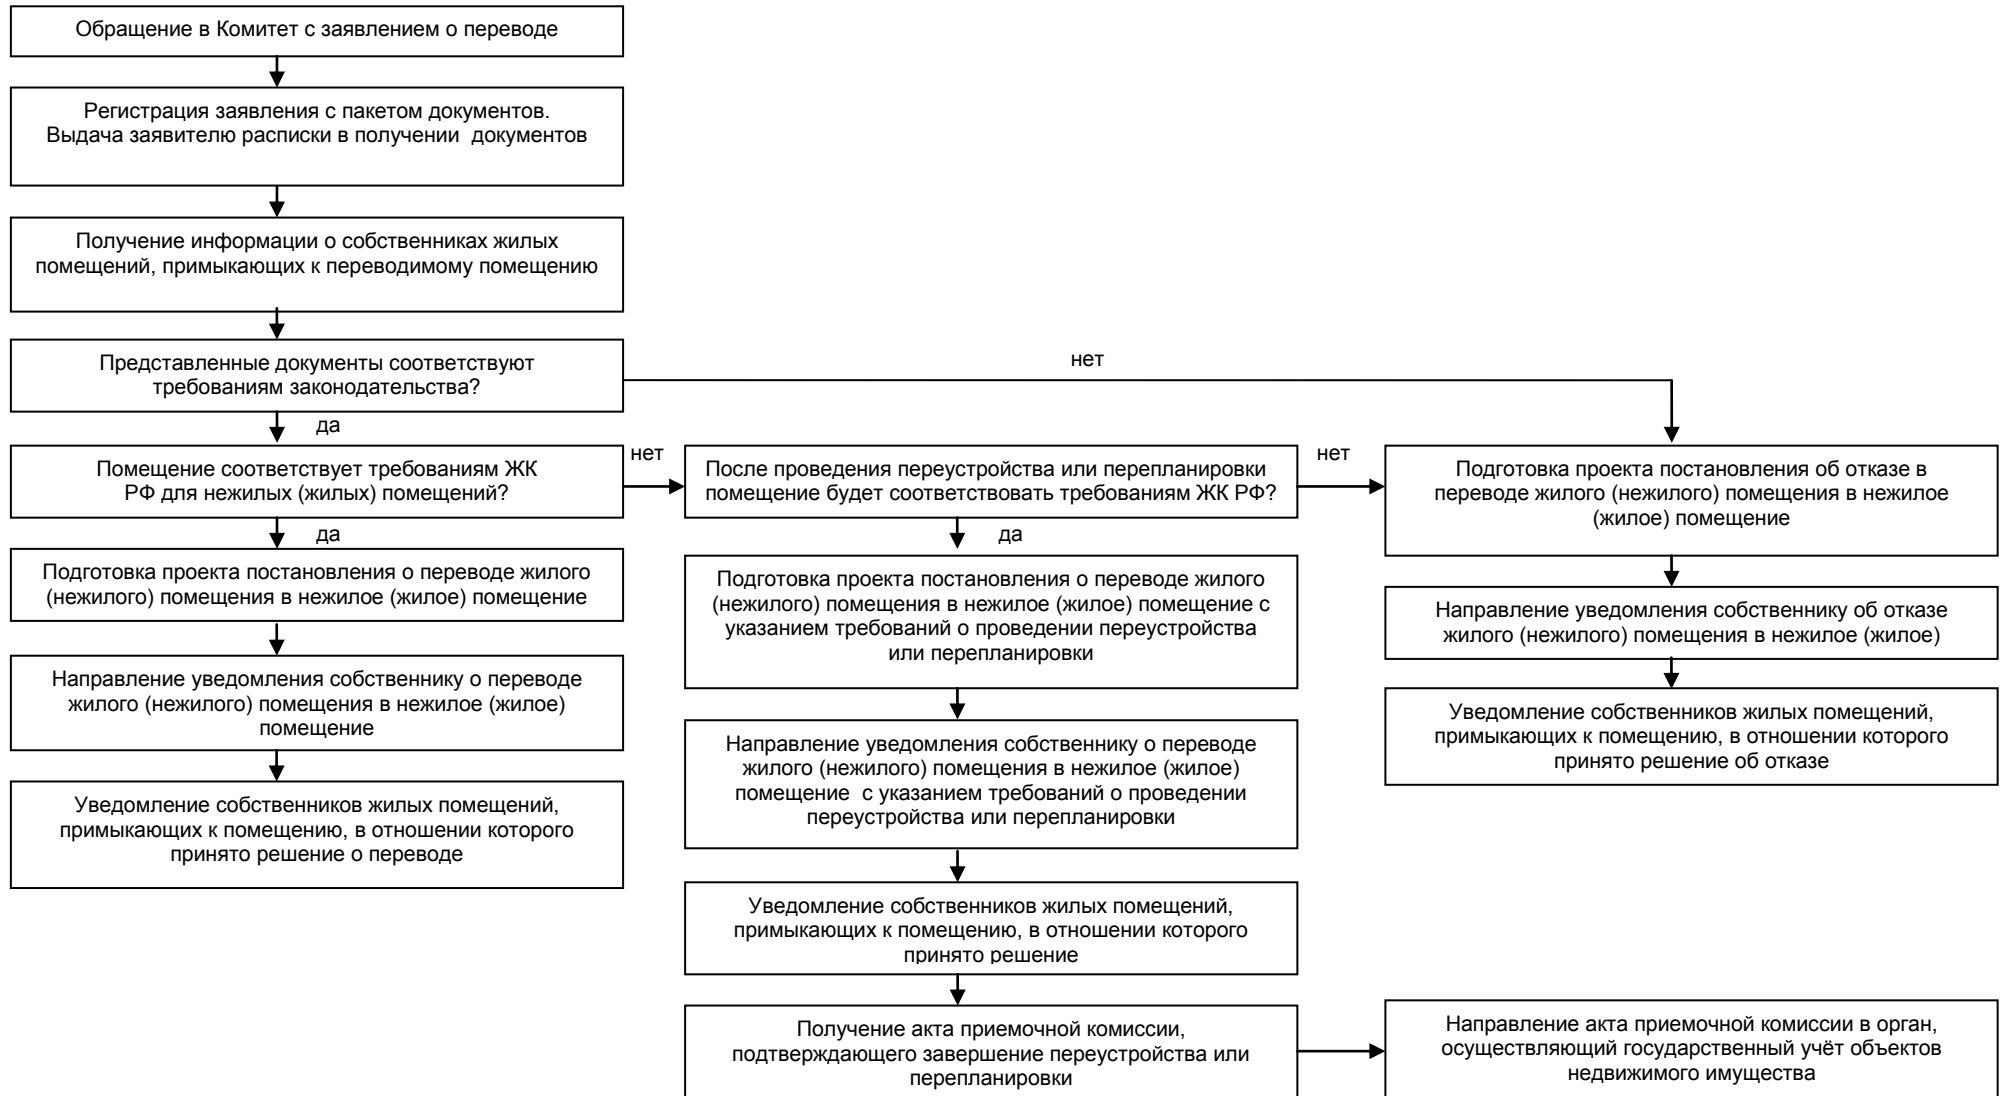 Обращение в Комитет с заявлением о переводе
Регистрация заявления с пакетом документов.
Выдача заявителю расписки в получении документов
Получение информации о собственниках жилых
помещений, примыкающих к переводимому помещению
Представленные документы соответствуют
требованиям законодательства?
нет
да
Помещение соответствует требованиям ЖК
РФ для нежилых (жилых) помещений?
нет
После проведения переустройства или перепланировки
помещение будет соответствовать требованиям ЖК РФ?
нет
Подготовка проекта постановления об отказе в
переводе жилого (нежилого) помещения в нежилое
(жилое) помещение
да
да
Подготовка проекта постановления о переводе жилого
(нежилого) помещения в нежилое (жилое) помещение
Подготовка проекта постановления о переводе жилого
(нежилого) помещения в нежилое (жилое) помещение с
указанием требований о проведении переустройства
или перепланировки
Направление уведомления собственнику об отказе
жилого (нежилого) помещения в нежилое (жилое)
Направление уведомления собственнику о переводе
жилого (нежилого) помещения в нежилое (жилое)
помещение
Направление уведомления собственнику о переводе
жилого (нежилого) помещения в нежилое (жилое)
помещение с указанием требований о проведении
переустройства или перепланировки
Уведомление собственников жилых помещений,
примыкающих к помещению, в отношении которого
принято решение об отказе
Уведомление собственников жилых помещений,
примыкающих к помещению, в отношении которого
принято решение о переводе
Уведомление собственников жилых помещений,
примыкающих к помещению, в отношении которого
принято решение
Получение акта приемочной комиссии,
подтверждающего завершение переустройства или
перепланировки
Направление акта приемочной комиссии в орган,
осуществляющий государственный учёт объектов
недвижимого имущества